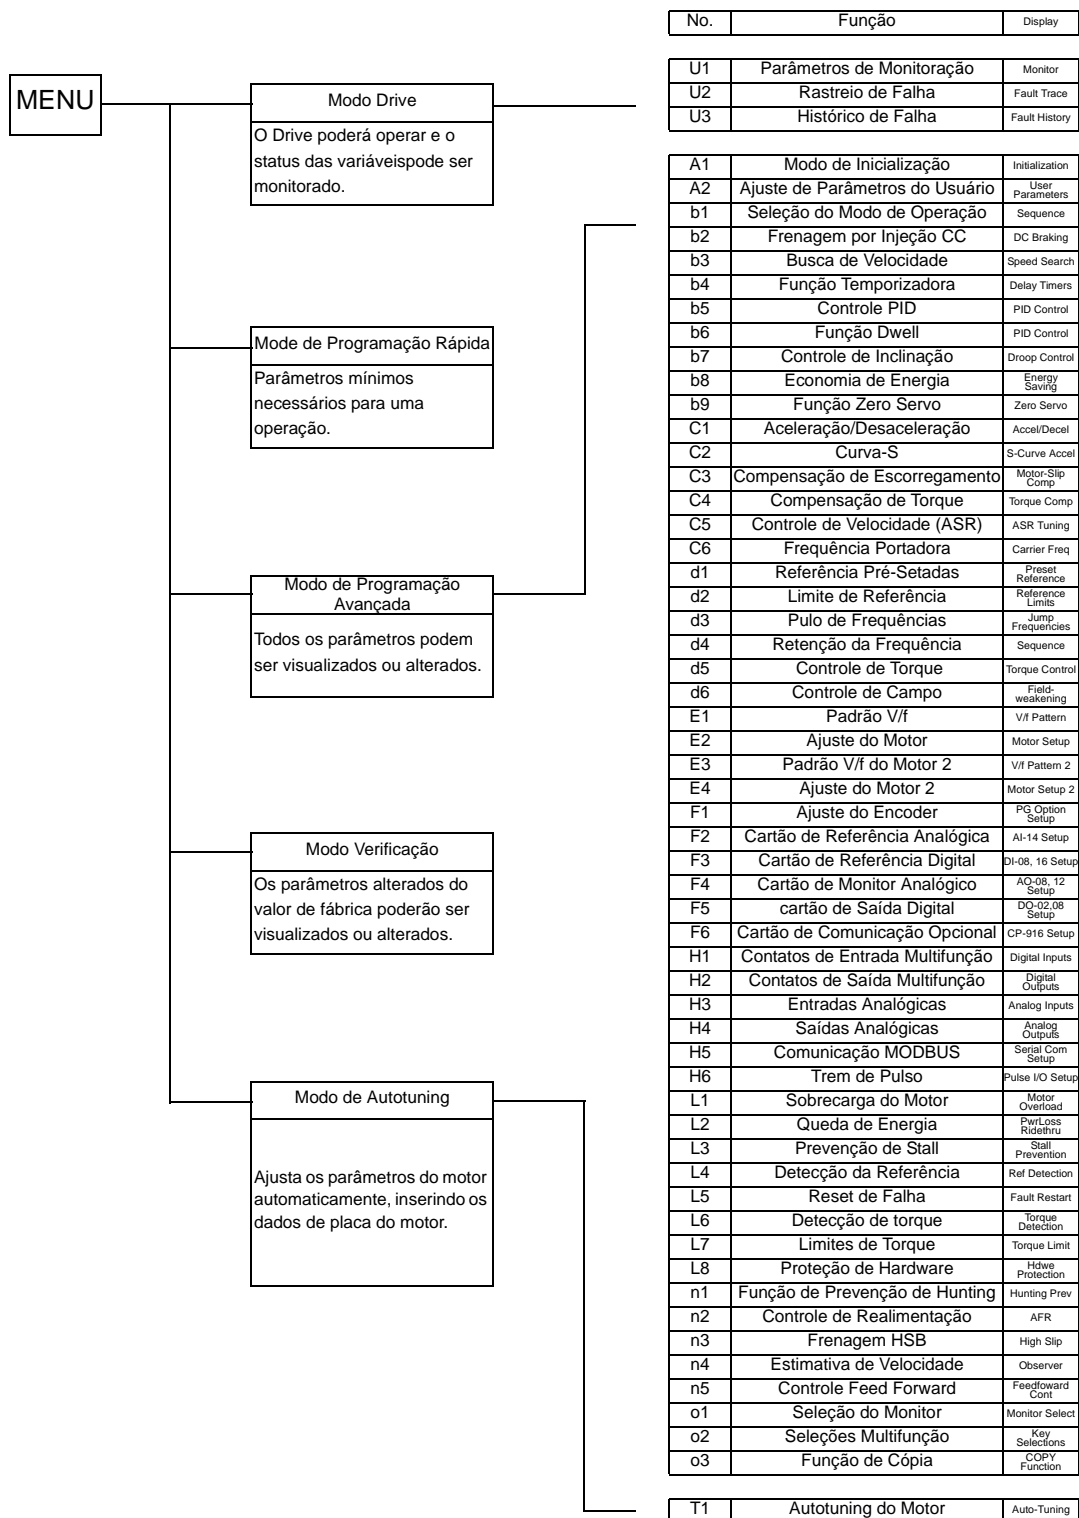 MENU
Modo Drive
O Drive poderá operar e o
status das variáveispode ser
monitorado.
Mode de Programação Rápida
Parâmetros mínimos
necessários para uma
operação.
Modo de Programação
Avançada
Todos os parâmetros podem
ser visualizados ou alterados.
Modo Verificação
Os parâmetros alterados do
valor de fábrica poderão ser
visualizados ou alterados.
Modo de Autotuning
Ajusta os parâmetros do motor
automaticamente, inserindo os
dados de placa do motor.
No. Função Display
U1 Parâmetros de Monitoração Monitor
U2 Rastreio de Falha Fault Trace
U3 Histórico de Falha Fault History
A1 Modo de Inicialização Initialization
A2 Ajuste de Parâmetros do Usuário User Parameters
b1 Seleção do Modo de Operação Sequence
b2 Frenagem por Injeção CC DC Braking
b3 Busca de Velocidade Speed Search
b4 Função Temporizadora Delay Timers
b5 Controle PID PID Control
b6 Função Dwell PID Control
b7 Controle de Inclinação Droop Control
b8 Economia de Energia Energy Saving
b9 Função Zero Servo Zero Servo
C1 Aceleração/Desaceleração Accel/Decel
C2 Curva-S S-Curve Accel
C3 Compensação de Escorregamento Motor-Slip Comp
C4 Compensação de Torque Torque Comp
C5 Controle de Velocidade (ASR) ASR Tuning
C6 Frequência Portadora Carrier Freq
d1 Referência Pré-Setadas Preset Reference
d2 Limite de Referência Reference Limits
d3 Pulo de Frequências Jump Frequencies
d4 Retenção da Frequência Sequence
d5 Controle de Torque Torque Control
d6 Controle de Campo Field-weakening
E1 Padrão V/f V/f Pattern
E2 Ajuste do Motor Motor Setup
E3 Padrão V/f do Motor 2 V/f Pattern 2
E4 Ajuste do Motor 2 Motor Setup 2
F1 Ajuste do Encoder PG Option Setup
F2 Cartão de Referência Analógica AI-14 Setup
F3 Cartão de Referência Digital DI-08, 16 Setup
F4 Cartão de Monitor Analógico AO-08, 12 Setup
F5 cartão de Saída Digital DO-02,08 Setup
F6 Cartão de Comunicação Opcional CP-916 Setup
H1 Contatos de Entrada Multifunção Digital Inputs
H2 Contatos de Saída Multifunção Digital Outputs
H3 Entradas Analógicas Analog Inputs
H4 Saídas Analógicas Analog Outputs
H5 Comunicação MODBUS Serial Com Setup
H6 Trem de Pulso Pulse I/O Setup
L1 Sobrecarga do Motor Motor Overload
L2 Queda de Energia PwrLoss Ridethru
L3 Prevenção de Stall Stall Prevention
L4 Detecção da Referência Ref Detection
L5 Reset de Falha Fault Restart
L6 Detecção de torque Torque Detection
L7 Limites de Torque Torque Limit
L8 Proteção de Hardware Hdwe Protection
n1 Função de Prevenção de Hunting Hunting Prev
n2 Controle de Realimentação AFR
n3 Frenagem HSB High Slip
n4 Estimativa de Velocidade Observer
n5 Controle Feed Forward Feedfoward Cont
o1 Seleção do Monitor Monitor Select
o2 Seleções Multifunção Key Selections
o3 Função de Cópia COPY Function
T1 Autotuning do Motor Auto-Tuning